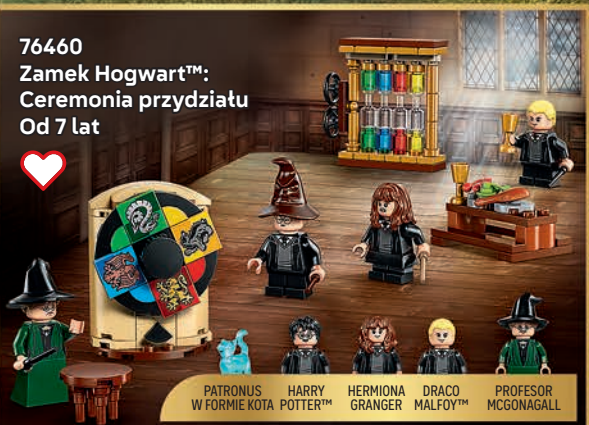 76460
Zamek Hogwart™:
Ceremonia przydziału
Od 7 lat
PATRONUS
W FORMIE KOTA
HARRY
POTTER™
HERMIONA
GRANGER
DRACO
MALFOY™
PROFESOR
MCGONAGALL